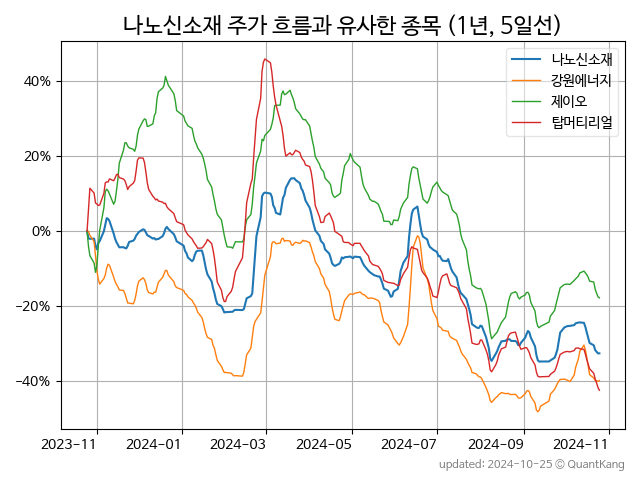 나노신소재 주가 흐름과 유사한 종목 (1년, 5일선)
나노신소재
강원에너지
제이오
탑머티리얼
40%
20%
0%
−20%
−40%
2023-11 2024-01 2024-03 2024-05 2024-07 2024-09 2024-11
updated: 2024-10-25 © QuantKang